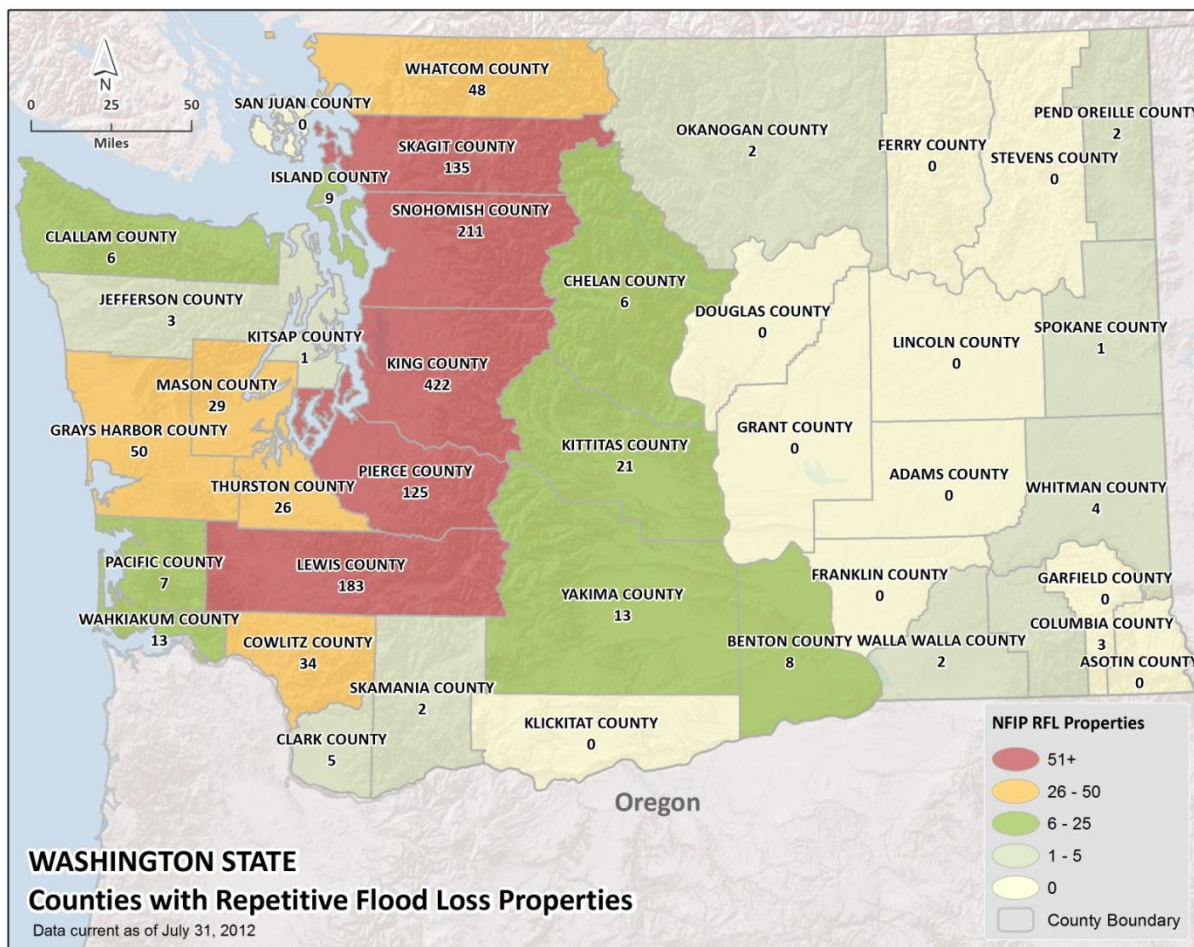 N
0 25 50
Miles
WHATCOM COUNTY
48
SAN JUAN COUNTY
0
SKAGIT COUNTY
135
ISLAND COUNTY
9
SNOHOMISH COUNTY
211
OKANOGAN COUNTY
2
FERRY COUNTY
0
STEVENS COUNTY
0
PEND OREILLE COUNTY
2
CLALLAM COUNTY
6
JEFFERSON COUNTY
3
KITSAP COUNTY
1
CHELAN COUNTY
6
DOUGLAS COUNTY
0
LINCOLN COUNTY
0
SPOKANE COUNTY
1
KING COUNTY
422
MASON COUNTY
29
GRAYS HARBOR COUNTY
50
KITTITAS COUNTY
21
GRANT COUNTY
0
ADAMS COUNTY
0
WHITMAN COUNTY
4
THURSTON COUNTY
26
PIERCE COUNTY
125
PACIFIC COUNTY
7
LEWIS COUNTY
183
YAKIMA COUNTY
13
FRANKLIN COUNTY
0
GARFIELD COUNTY
0
WAHKIAKUM COUNTY
13
COWLITZ COUNTY
34
BENTON COUNTY
8
WALLA WALLA COUNTY
2
COLUMBIA COUNTY
3
ASOTIN COUNTY
0
SKAMANIA COUNTY
2
CLARK COUNTY
5
KLICKITAT COUNTY
0
Oregon
NFIP RFL Properties
51+
26 - 50
6 - 25
1 - 5
0
County Boundary
WASHINGTON STATE
Counties with Repetitive Flood Loss Properties
Data current as of July 31, 2012